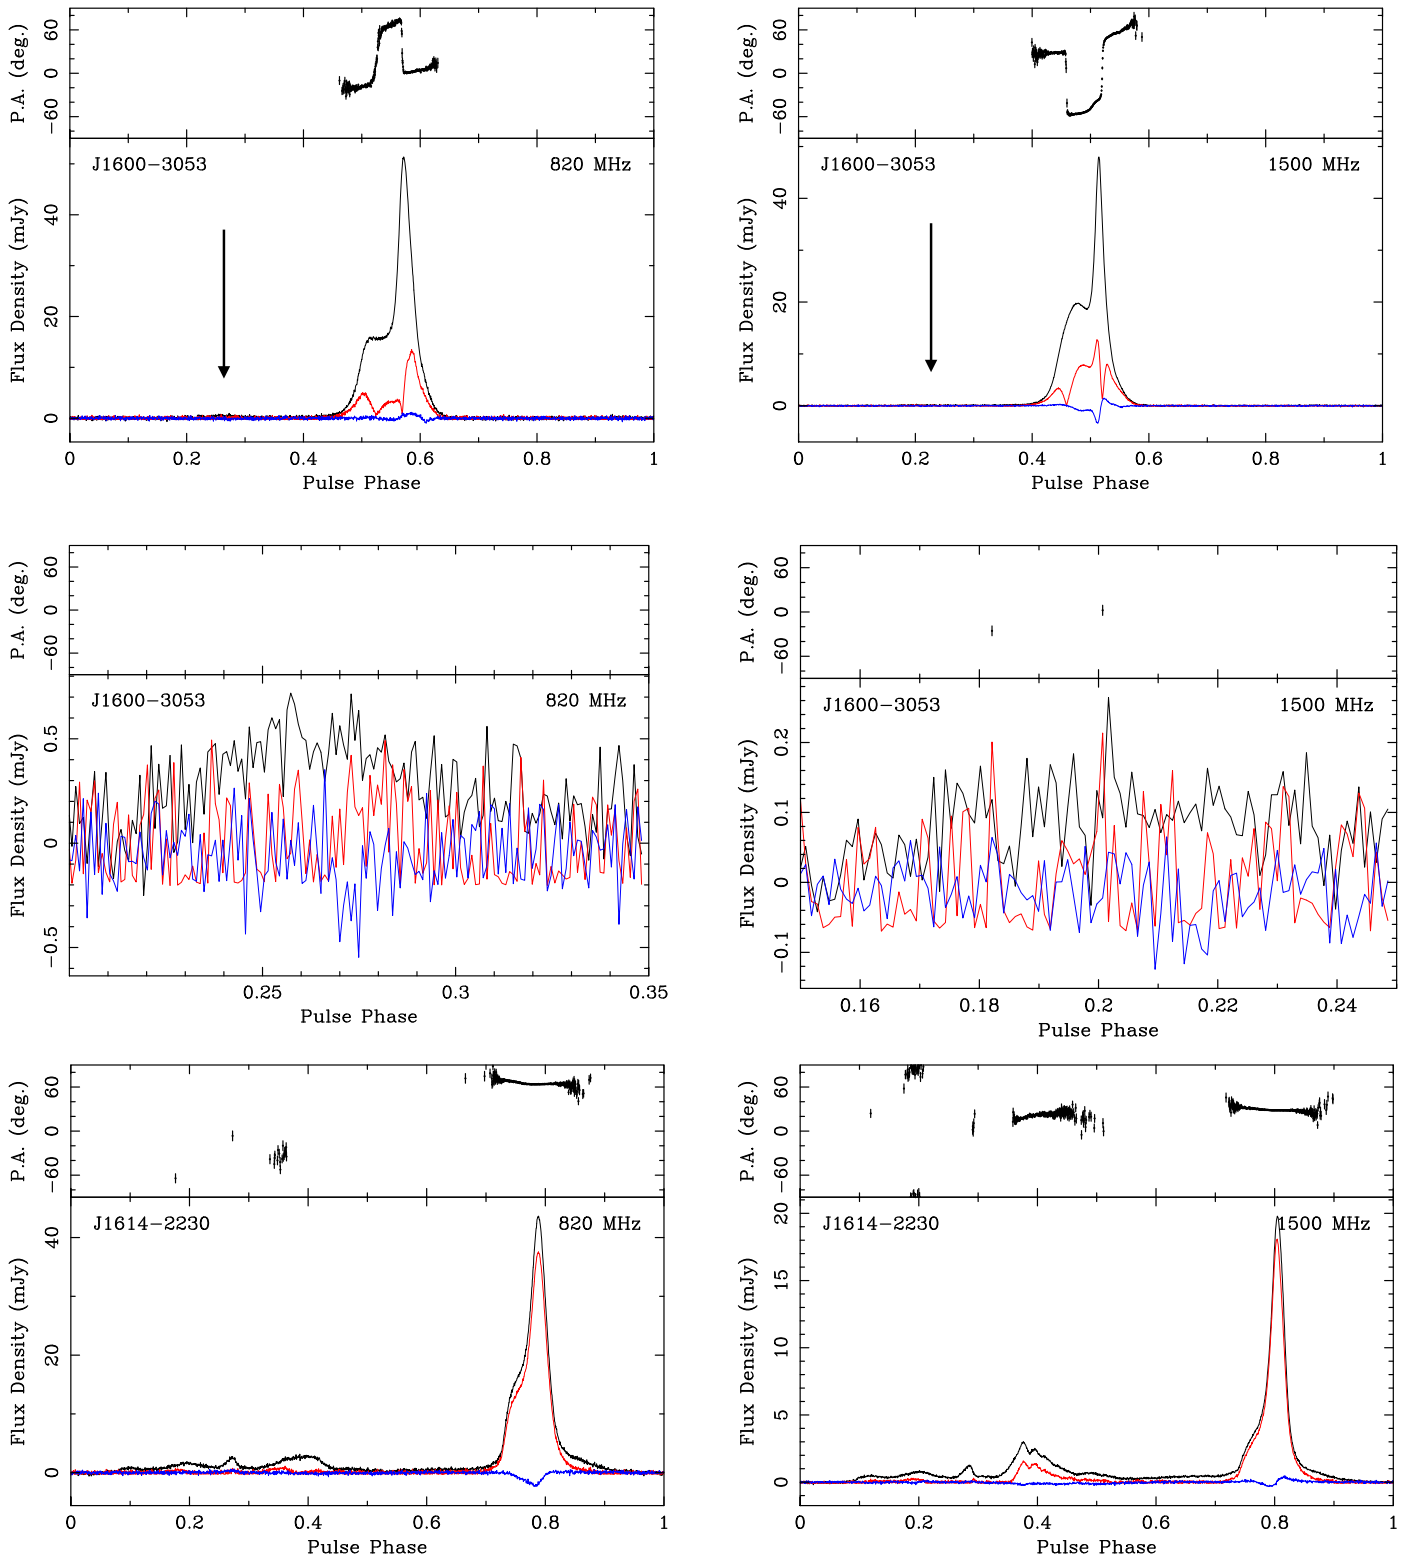 P.A. (deg.)
−60 0 60
P.A. (deg.)
−60 0 60
J1600−3053 820 MHz
J1600−3053 1500 MHz
Flux Density (mJy)
0 20 40
Flux Density (mJy)
0 20 40
0 0.2 0.4 0.6 0.8 1
0 0.2 0.4 0.6 0.8 1
Pulse Phase
Pulse Phase
P.A. (deg.)
−60 0 60
P.A. (deg.)
−60 0 60
J1600−3053 820 MHz
J1600−3053 1500 MHz
Flux Density (mJy)
−0.5 0 0.5
Flux Density (mJy)
−0.1 0 0.1 0.2
0.25 0.3 0.35
0.16 0.18 0.2 0.22 0.24
Pulse Phase
Pulse Phase
P.A. (deg.)
−60 0 60
P.A. (deg.)
−60 0 60
J1614−2230 820 MHz
J1614−2230 1500 MHz
Flux Density (mJy)
0 20 40
Flux Density (mJy)
0 5 10 15 20
0 0.2 0.4 0.6 0.8 1
0 0.2 0.4 0.6 0.8 1
Pulse Phase
Pulse Phase